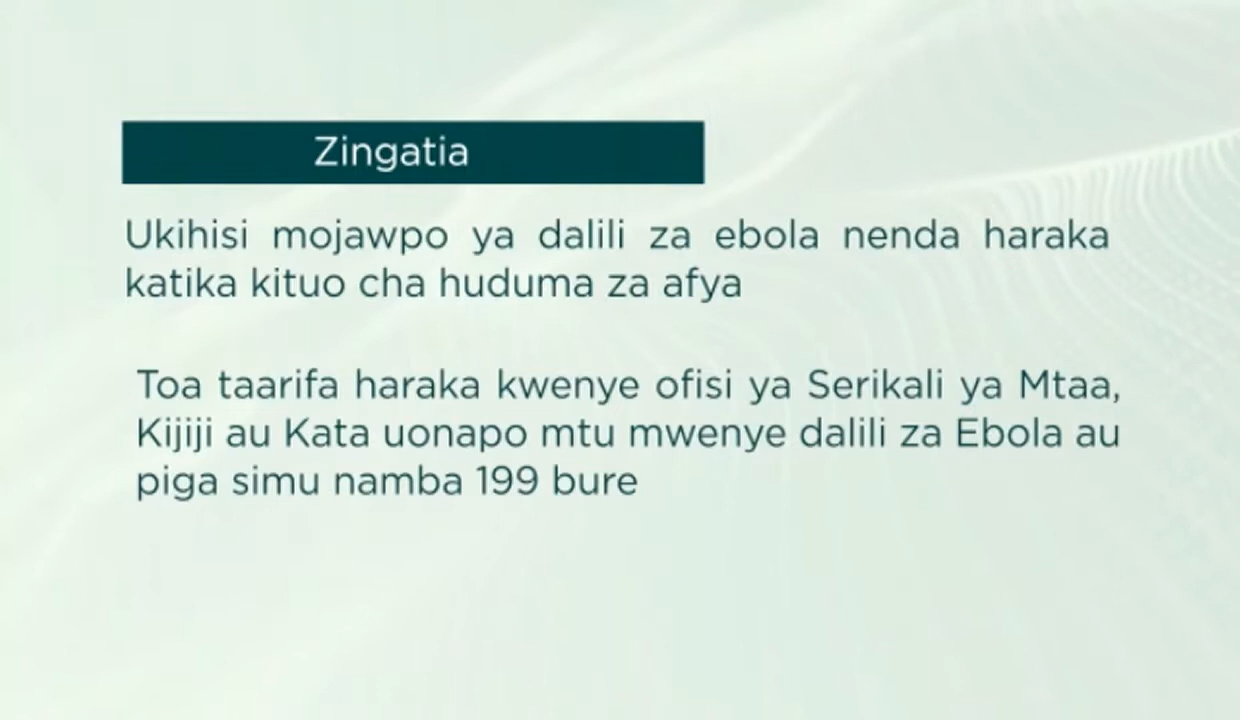 Zingatia
Ukihisi mojawpo ya dalili za ebola nenda haraka
katika kituo cha huduma za afya
Toa taarifa haraka kwenye ofisi ya Serikali ya Mtaa,
Kijiji au Kata uonapo mtu mwenye dalili za Ebola au
piga simu namba 199 bure